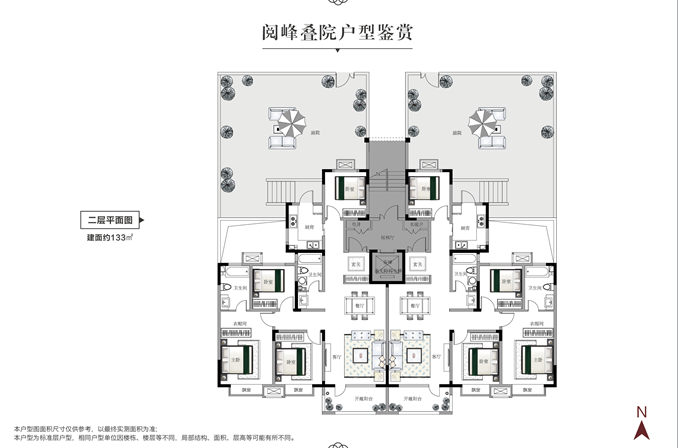 阅峰叠院户型鉴赏
庭院
庭院
二层平面图
建面约133㎡
卧室
卧室
厨房
厨房
电梯厅
玄关
玄关
卫生间
卫生间
卧室
卧室
卫生间
卫生间
餐厅
餐厅
衣帽间
衣帽间
主卧
卧室
客厅
客厅
卧室
主卧
飘窗
飘窗
飘窗
飘窗
开敞阳台
开敞阳台
N
本户型图面积尺寸仅供参考，以最终实测面积为准；
本户型为标准层户型，相同户型单位因楼栋、楼层等不同，局部结构、面积、层高等可能有所不同。